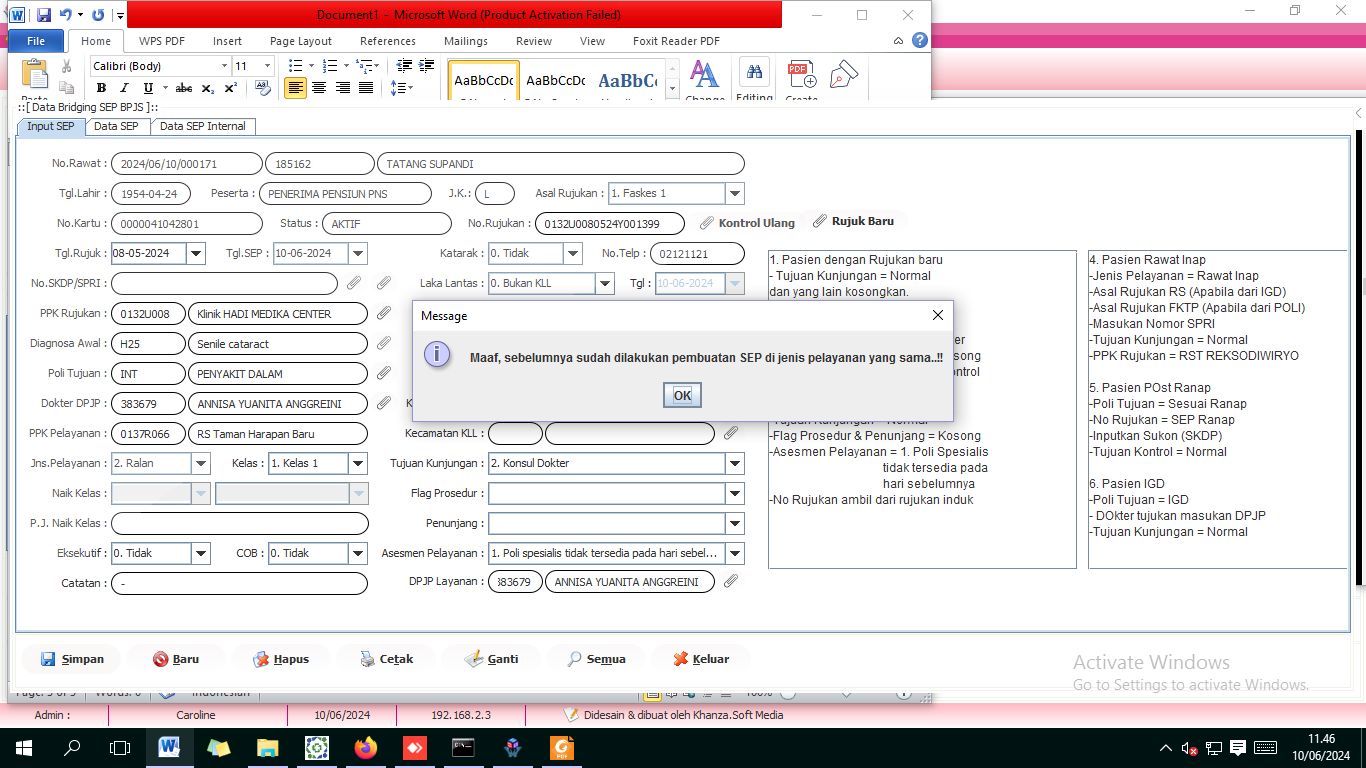 Document1 - Microsoft Word (Product Activation Failed)
File Home WPS PDF Insert Page Layout References Mailings Review View Foxit Reader PDF
Calibri (Body) 11
AaBbCcDc AaBbCcDc AaBbCc
Paste Change Editing Create
B I U abc x₂ x²
::[ Data Bridging SEP BPJS ]::
Input SEP Data SEP Data SEP Internal
No.Rawat : 2024/06/10/000171 185162 TATANG SUPANDI
Tgl.Lahir : 1954-04-24 Peserta : PENERIMA PENSIUN PNS J.K.: L Asal Rujukan : 1. Faskes 1
No.Kartu : 0000041042801 Status : AKTIF No.Rujukan : 0132U0080524Y001399 Kontrol Ulang Rujuk Baru
Tgl.Rujuk : 08-05-2024 Tgl.SEP : 10-06-2024 Katarak : 0. Tidak No.Telp : 02121121
No.SKDP/SPRI : Laka Lantas : 0. Bukan KLL Tgl : 10-06-2024
PPK Rujukan : 0132U008 Klinik HADI MEDIKA CENTER
Diagnosa Awal : H25 Senile cataract
Poli Tujuan : INT PENYAKIT DALAM
Dokter DPJP : 383679 ANNISA YUANITA ANGGREINI
PPK Pelayanan : 0137R066 RS Taman Harapan Baru Kecamatan KLL :
Jns.Pelayanan : 2. Ralan Kelas : 1. Kelas 1 Tujuan Kunjungan : 2. Konsul Dokter
Naik Kelas : Flag Prosedur :
P.J. Naik Kelas : Penunjang :
Eksekutif : 0. Tidak COB : 0. Tidak Asesmen Pelayanan : 1. Poli spesialis tidak tersedia pada hari sebel...
Catatan : - DPJP Layanan : 383679 ANNISA YUANITA ANGGREINI
Message
Maaf, sebelumnya sudah dilakukan pembuatan SEP di jenis pelayanan yang sama..!!
OK
1. Pasien dengan Rujukan baru
- Tujuan Kunjungan = Normal
dan yang lain kosongkan.
-Flag Prosedur & Penunjang = Kosong
-Asesmen Pelayanan = 1. Poli Spesialis
tidak tersedia pada
hari sebelumnya
-No Rujukan ambil dari rujukan induk
4. Pasien Rawat Inap
-Jenis Pelayanan = Rawat Inap
-Asal Rujukan RS (Apabila dari IGD)
-Asal Rujukan FKTP (Apabila dari POLI)
-Masukan Nomor SPRI
-Tujuan Kunjungan = Normal
-PPK Rujukan = RST REKSODIWIRYO
5. Pasien POst Ranap
-Poli Tujuan = Sesuai Ranap
-No Rujukan = SEP Ranap
-Inputkan Sukon (SKDP)
-Tujuan Kontrol = Normal
6. Pasien IGD
-Poli Tujuan = IGD
- DOkter tujukan masukan DPJP
-Tujuan Kunjungan = Normal
Simpan Baru Hapus Cetak Ganti Semua Keluar
Activate Windows
Go to Settings to activate Windows.
Admin : Caroline 10/06/2024 192.168.2.3 Didesain & dibuat oleh Khanza.Soft Media
11.46
10/06/2024